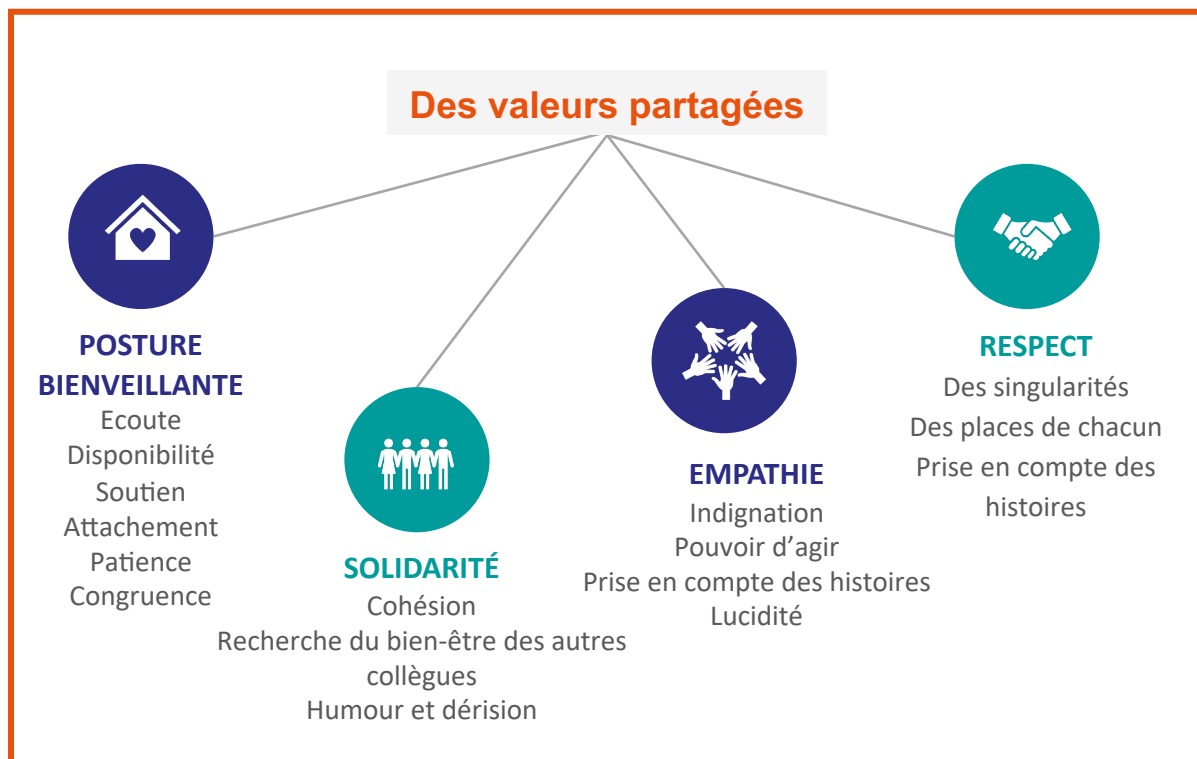 Des valeurs partagées
POSTURE
BIENVEILLANTE
Ecoute
Disponibilité
Soutien
Attachement
Patience
Congruence
SOLIDARITÉ
Cohésion
Recherche du bien-être des autres
collègues
Humour et dérision
EMPATHIE
Indignation
Pouvoir d’agir
Prise en compte des histoires
Lucidité
RESPECT
Des singularités
Des places de chacun
Prise en compte des
histoires